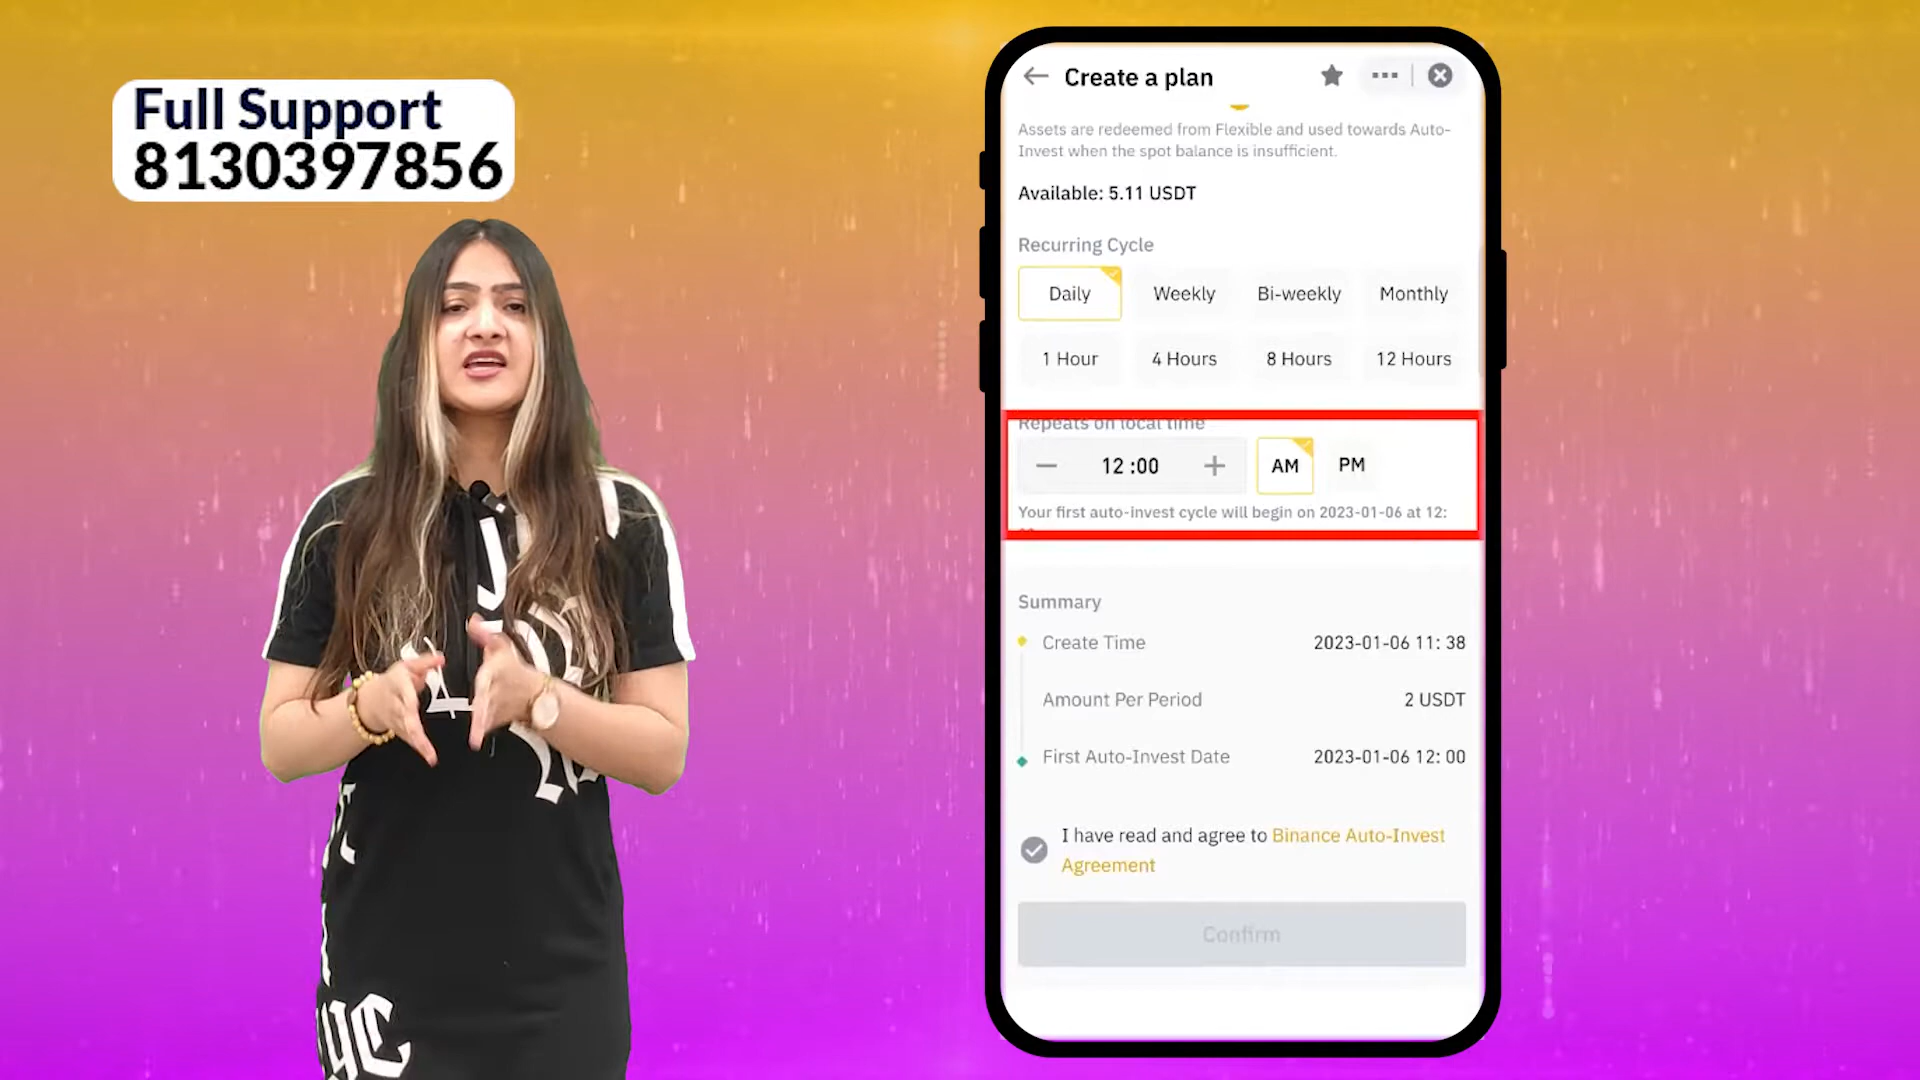 Full Support
8130397856
Create a plan
Assets are redeemed from Flexible and used towards Auto-
Invest when the spot balance is insufficient.
Available: 5.11 USDT
Recurring Cycle
Daily Weekly Bi-weekly Monthly
1 Hour 4 Hours 8 Hours 12 Hours
Repeats on local time
12 :00 AM PM
Your first auto-invest cycle will begin on 2023-01-06 at 12:
Summary
Create Time 2023-01-06 11: 38
Amount Per Period 2 USDT
First Auto-Invest Date 2023-01-06 12: 00
I have read and agree to Binance Auto-Invest
Agreement
Confirm